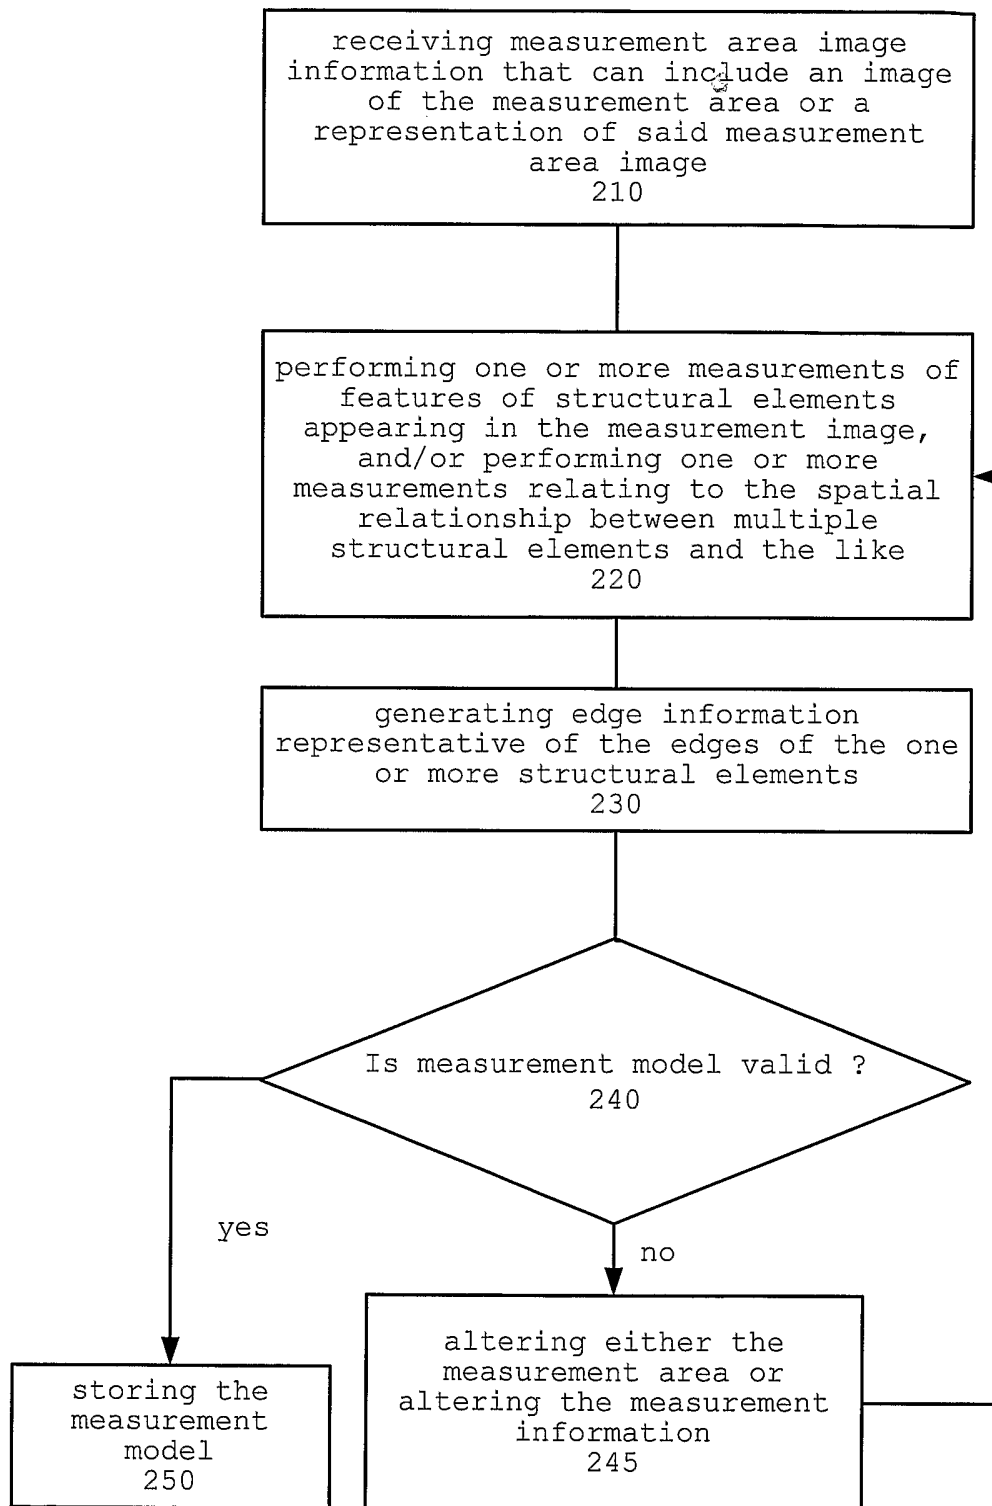 receiving measurement area image
information that can include an image
of the measurement area or a
representation of said measurement
area image
210
performing one or more measurements of
features of structural elements
appearing in the measurement image,
and/or performing one or more
measurements relating to the spatial
relationship between multiple
structural elements and the like
220
generating edge information
representative of the edges of the one
or more structural elements
230
Is measurement model valid ?
240
yes
no
altering either the
measurement area or
altering the measurement
information
245
storing the
measurement
model
250